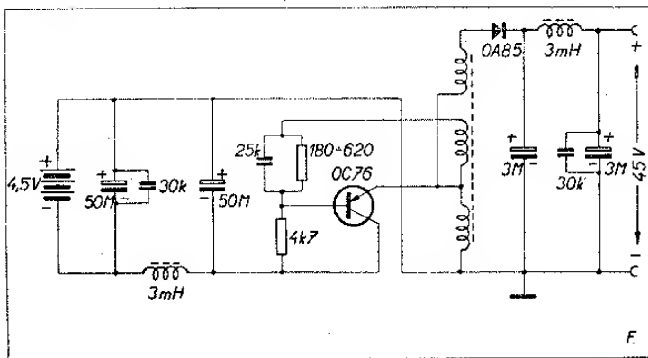 OA85
3mH
+
+
+
+
+
+
4,5V
50M
30k
50M
25k
180÷620
OC76
4k7
3M
30k
3M
45V
-
-
-
-
-
-
3mH
F.